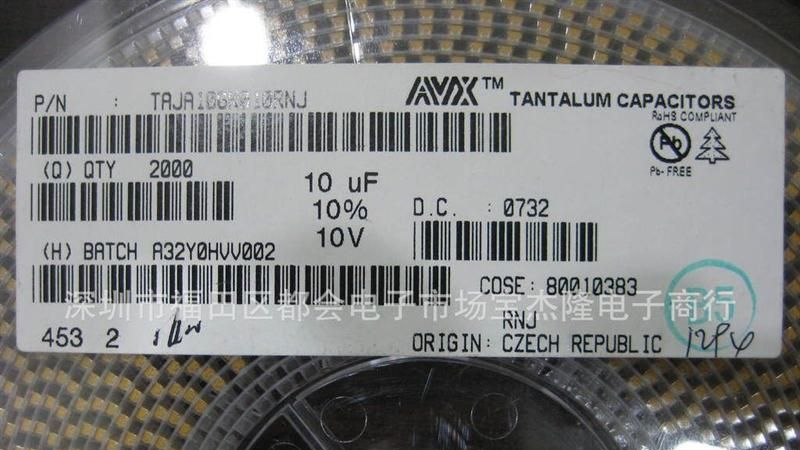 P/N : TAJA106K010RNJ
AVX™ TANTALUM CAPACITORS
RoHS COMPLIANT
Pb
Pb-FREE
(Q) QTY 2000
10 uF
10%
10V
D.C. : 0732
(H) BATCH A32Y0HVV002
COSE: 80010383
深圳市福田区都会电子市场宝杰隆电子商行
RNJ
453 2
ORIGIN: CZECH REPUBLIC